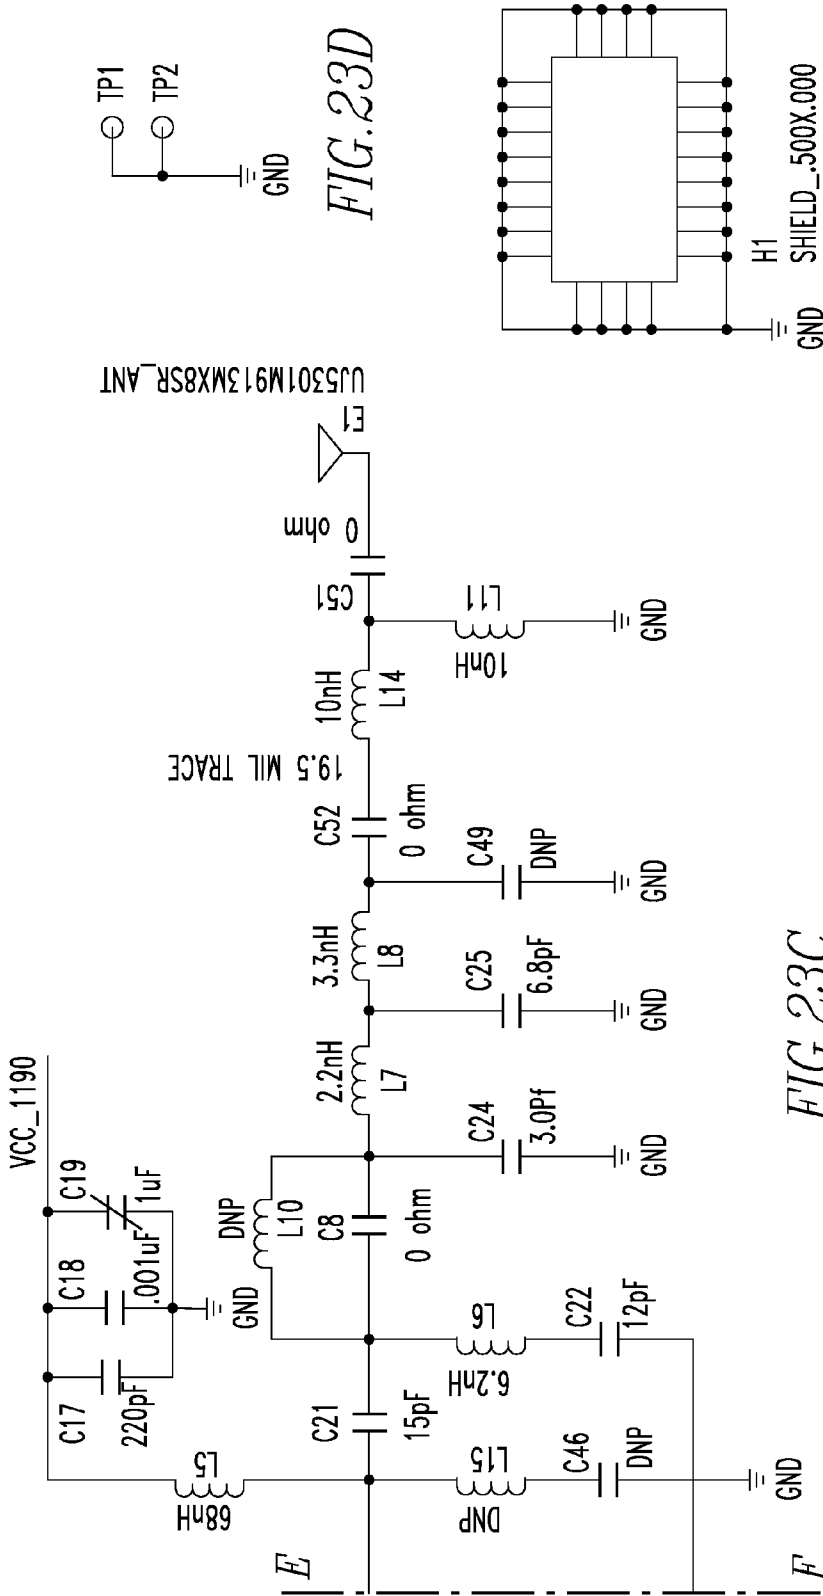 TP1
TP2
GND
FIG.23D
H1
SHIELD_.500X.000
GND
UJ5301M913MX8SR_ANT
E1
0 ohm
C51
L11
10nH
GND
10nH
L14
19.5 MIL TRACE
C52
0 ohm
C49
DNP
GND
3.3nH
L8
C25
6.8pF
GND
2.2nH
L7
C24
3.0Pf
GND
VCC_1190
C19
1uF
C18
.001uF
C17
220pF
GND
DNP
L10
C8
0 ohm
L6
6.2nH
C22
12pF
C21
15pF
L5
68nH
L15
DNP
C46
DNP
GND
E
F
FIG.23C